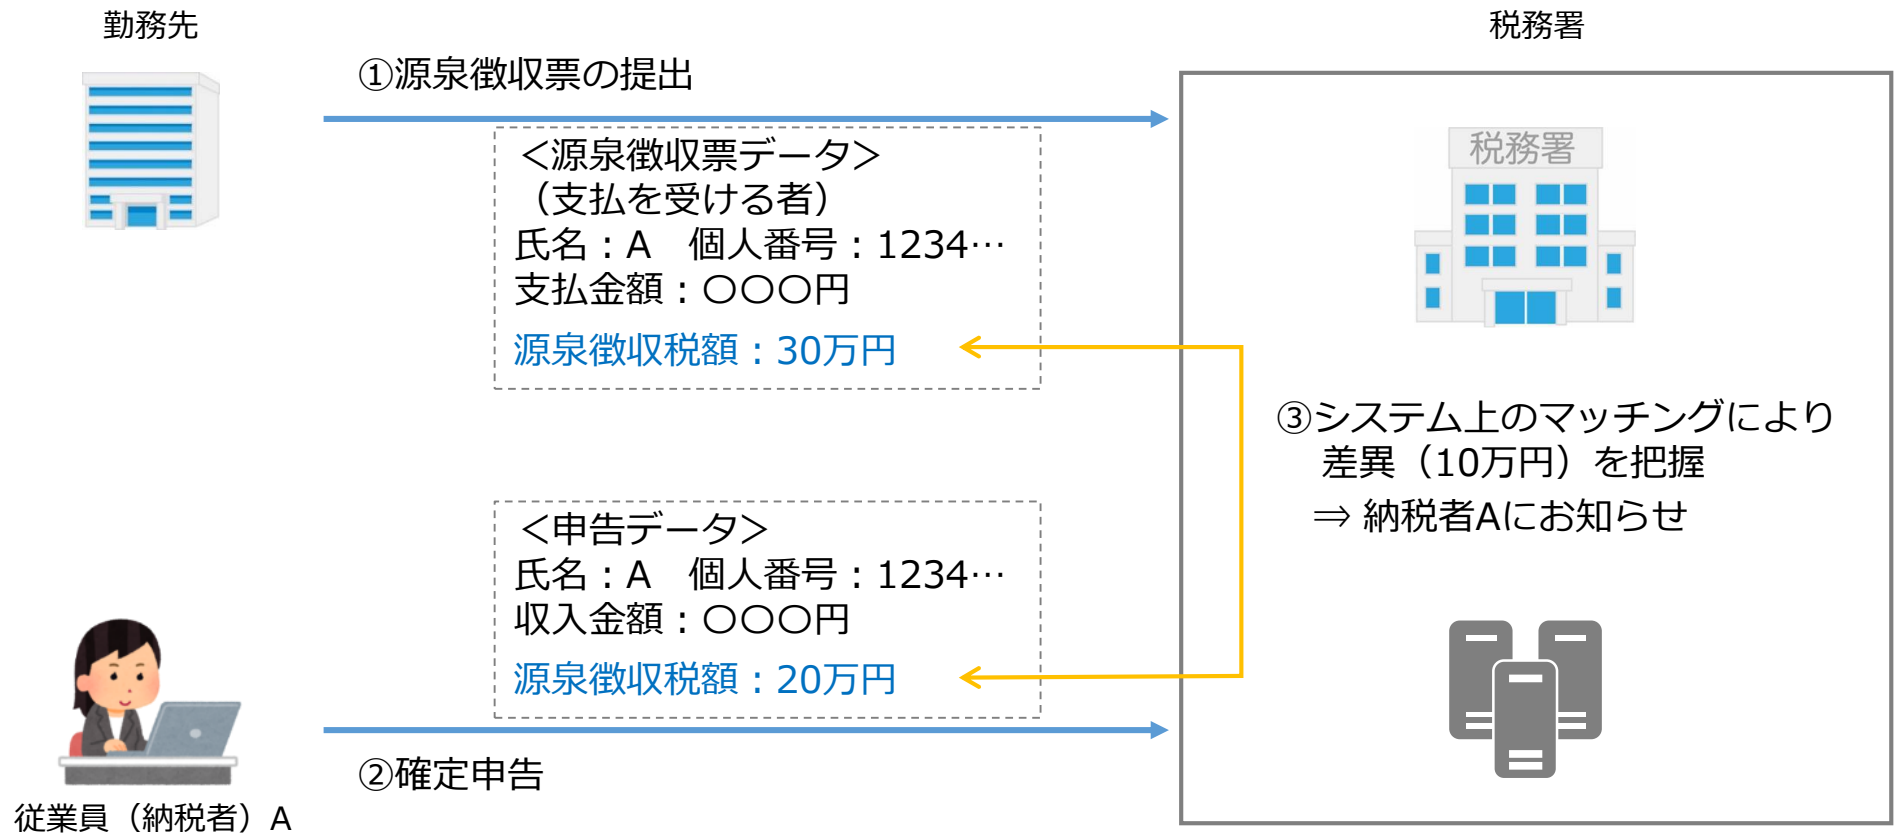 勤務先
税務署
①源泉徴収票の提出
税務署
＜源泉徴収票データ＞
（支払を受ける者）
氏名：A　個人番号：1234…
支払金額：〇〇〇円
源泉徴収税額：30万円
③システム上のマッチングにより
差異（10万円）を把握
⇒ 納税者Aにお知らせ
＜申告データ＞
氏名：A　個人番号：1234…
収入金額：〇〇〇円
源泉徴収税額：20万円
②確定申告
従業員（納税者）A